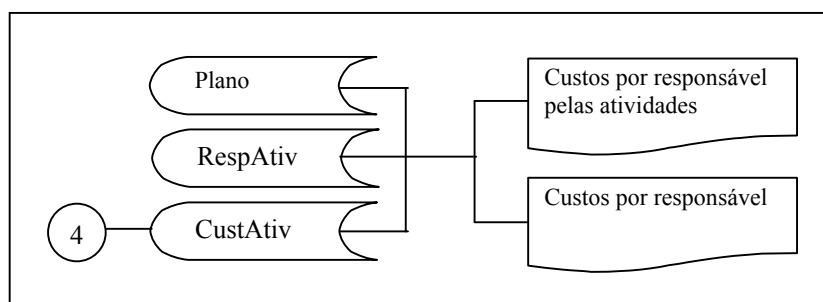 Plano
RespAtiv
4
CustAtiv
Custos por responsável
pelas atividades
Custos por responsável